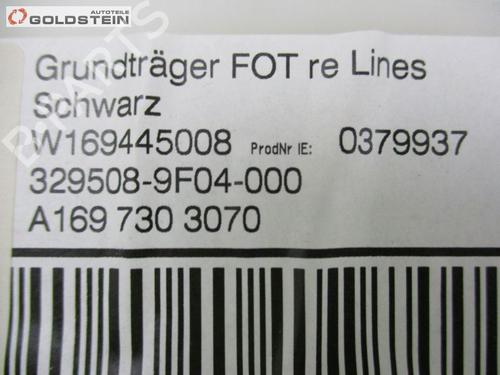 AUTOTEILE
GOLDSTEIN
Grundträger FOT re Lines
Schwarz
W169445008 ProdNr IE: 0379937
329508-9F04-000
A169 730 3070